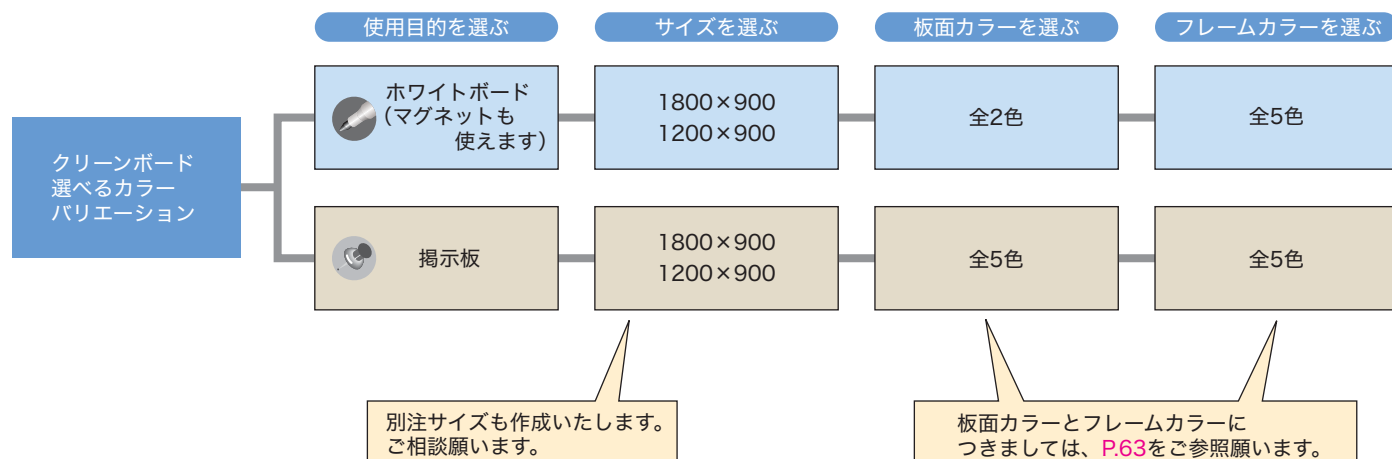 使用目的を選ぶ
サイズを選ぶ
板面カラーを選ぶ
フレームカラーを選ぶ
クリーンボード
選べるカラー
バリエーション
ホワイトボード
(マグネットも
使えます)
1800×900
1200×900
全2色
全5色
掲示板
1800×900
1200×900
全5色
全5色
別注サイズも作成いたします。
ご相談願います。
板面カラーとフレームカラーに
つきましては、P.63をご参照願います。